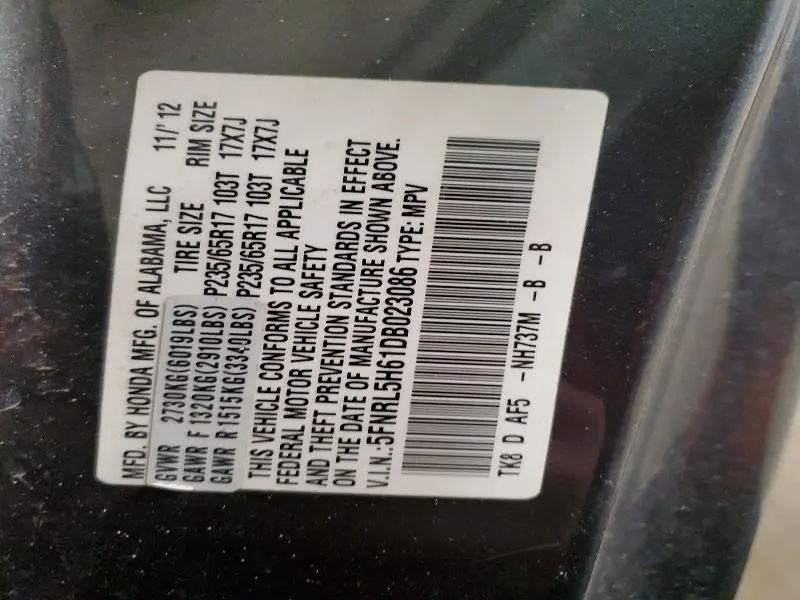 MFD. BY HONDA MFG. OF ALABAMA, LLC 11/'12
GVWR 2730KG(6019LBS) TIRE SIZE RIM SIZE
GAWR F 1320KG(2910LBS) P235/65R17 103T 17X7J
GAWR R 1515KG(3340LBS) P235/65R17 103T 17X7J
THIS VEHICLE CONFORMS TO ALL APPLICABLE
FEDERAL MOTOR VEHICLE SAFETY
AND THEFT PREVENTION STANDARDS IN EFFECT
ON THE DATE OF MANUFACTURE SHOWN ABOVE.
V.I.N.:5FNRL5H61DB023086 TYPE: MPV
TK8 D AF5 -NH737M -B -B